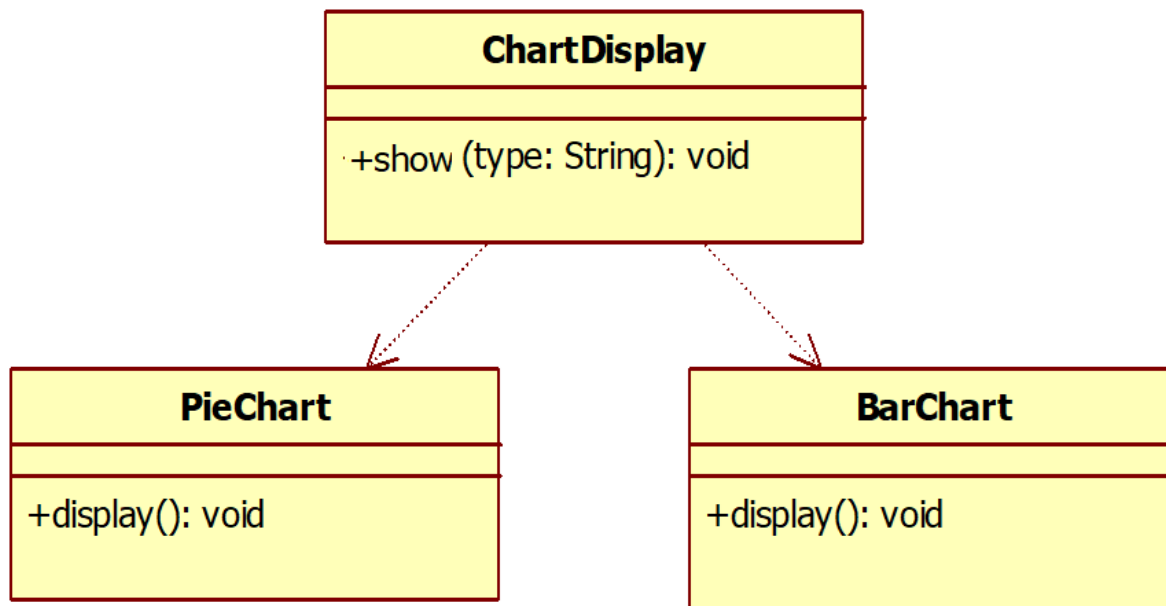 ChartDisplay
+show (type: String): void
PieChart
+display(): void
BarChart
+display(): void